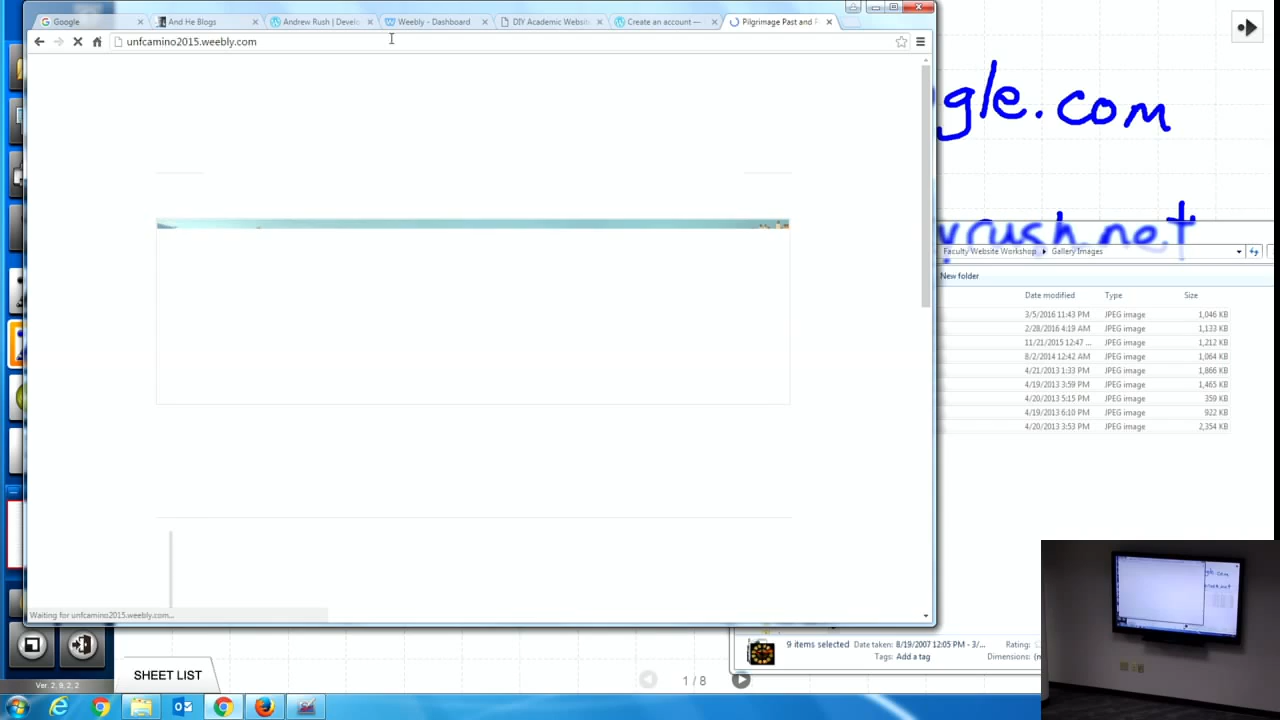 Google
And He Blogs
Andrew Rush | Develo
Weebly - Dashboard
DIY Academic Websit
Create an account —
Pilgrimage Past and P
unfcamino2015.weebly.com
gle.com
yrush.net
Faculty Website Workshop
Gallery Images
New folder
Date modified Type Size
3/5/2016 11:43 PM JPEG image 1,046 KB
2/28/2016 4:19 AM JPEG image 1,133 KB
11/21/2015 12:47 ... JPEG image 1,212 KB
8/2/2014 12:42 AM JPEG image 1,064 KB
4/21/2013 1:33 PM JPEG image 1,866 KB
4/19/2013 3:59 PM JPEG image 1,465 KB
4/20/2013 5:15 PM JPEG image 359 KB
4/19/2013 6:10 PM JPEG image 922 KB
4/20/2013 3:53 PM JPEG image 2,354 KB
Waiting for unfcamino2015.weebly.com...
9 items selected Date taken: 8/19/2007 12:05 PM - 3/... Rating:
Tags: Add a tag Dimensions:
SHEET LIST
1 / 8
Ver. 2, 9, 2, 2
gle.com